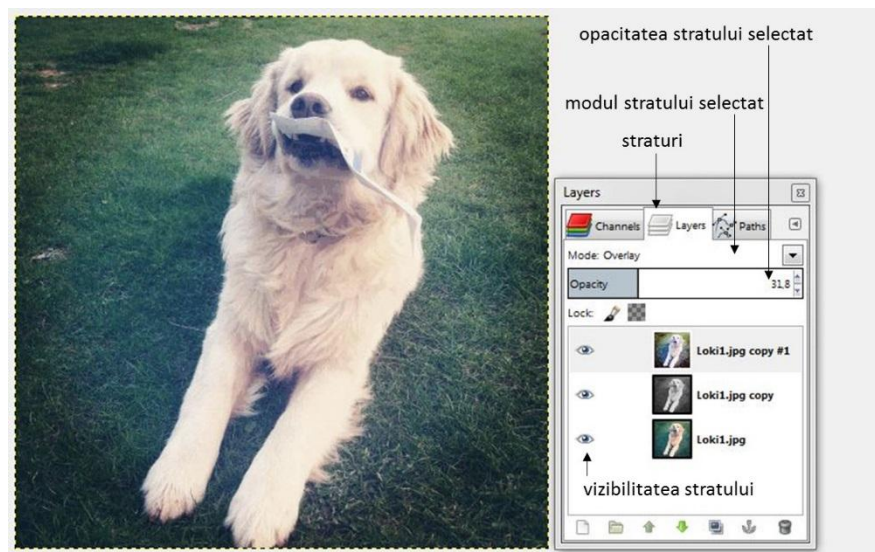 opacitatea stratului selectat
modul stratului selectat
straturi
Layers
Channels Layers Paths
Mode: Overlay
Opacity 31,8
Lock:
Loki1.jpg copy #1
Loki1.jpg copy
Loki1.jpg
vizibilitatea stratului